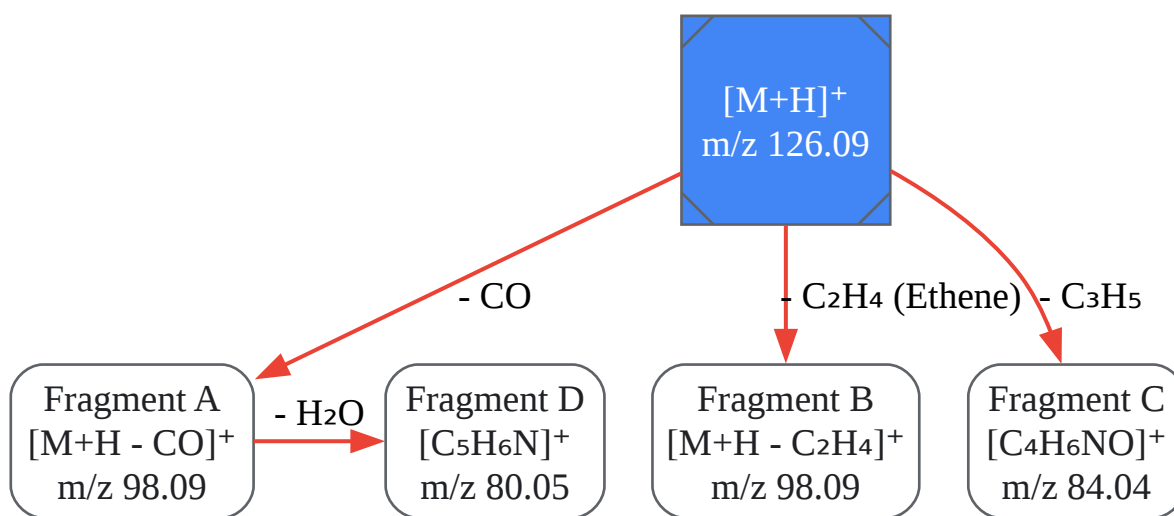 [M+H]⁺
m/z 126.09
- CO
- C₂H₄ (Ethene)
- C₃H₅
Fragment A
[M+H - CO]⁺
m/z 98.09
- H₂O
Fragment D
[C₅H₆N]⁺
m/z 80.05
Fragment B
[M+H - C₂H₄]⁺
m/z 98.09
Fragment C
[C₄H₆NO]⁺
m/z 84.04